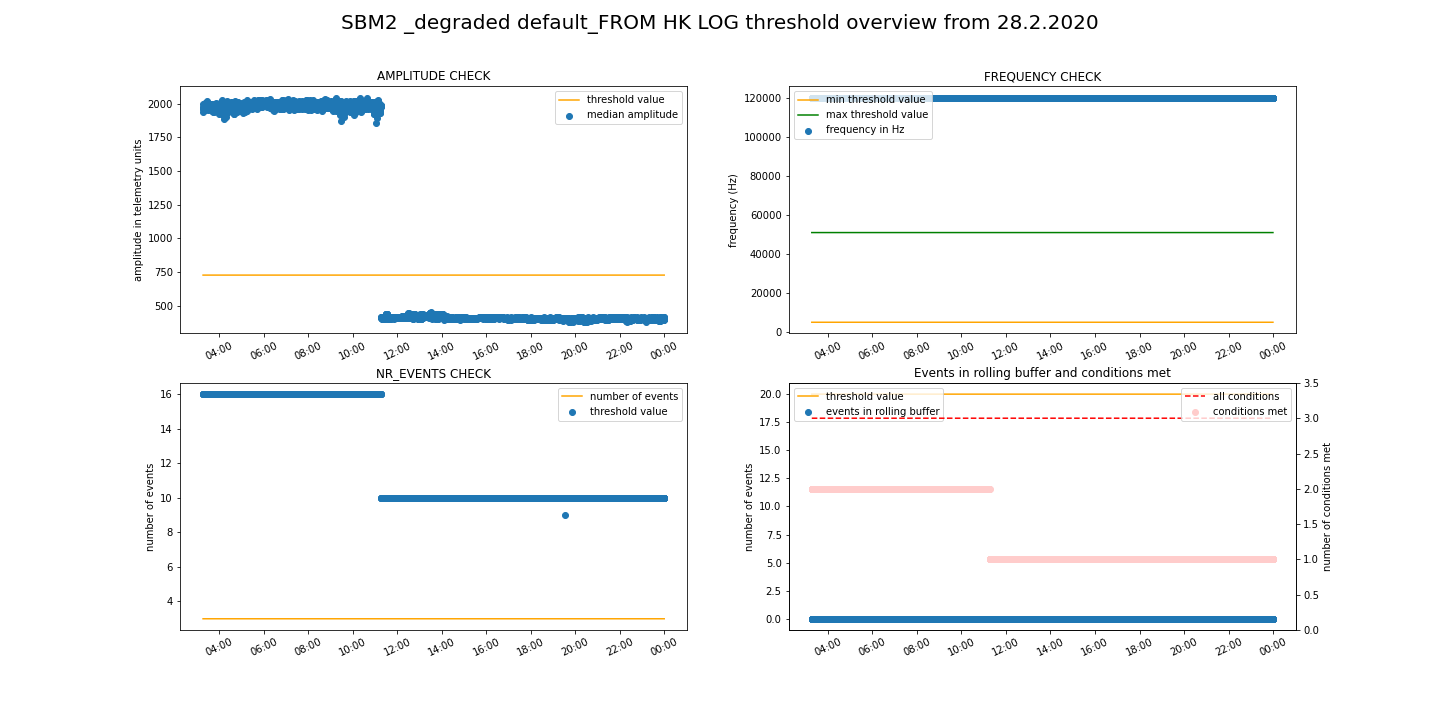 SBM2 _degraded default_FROM HK LOG threshold overview from 28.2.2020
AMPLITUDE CHECK
amplitude in telemetry units
2000
1750
1500
1250
1000
750
500
threshold value
median amplitude
04:00 06:00 08:00 10:00 12:00 14:00 16:00 18:00 20:00 22:00 00:00
FREQUENCY CHECK
frequency (Hz)
120000
100000
80000
60000
40000
20000
0
min threshold value
max threshold value
frequency in Hz
04:00 06:00 08:00 10:00 12:00 14:00 16:00 18:00 20:00 22:00 00:00
NR_EVENTS CHECK
number of events
16
14
12
10
8
6
4
number of events
threshold value
04:00 06:00 08:00 10:00 12:00 14:00 16:00 18:00 20:00 22:00 00:00
Events in rolling buffer and conditions met
number of events
20.0
17.5
15.0
12.5
10.0
7.5
5.0
2.5
0.0
threshold value
events in rolling buffer
all conditions
conditions met
3.5
3.0
2.5
2.0
1.5
1.0
0.5
0.0
number of conditions met
04:00 06:00 08:00 10:00 12:00 14:00 16:00 18:00 20:00 22:00 00:00